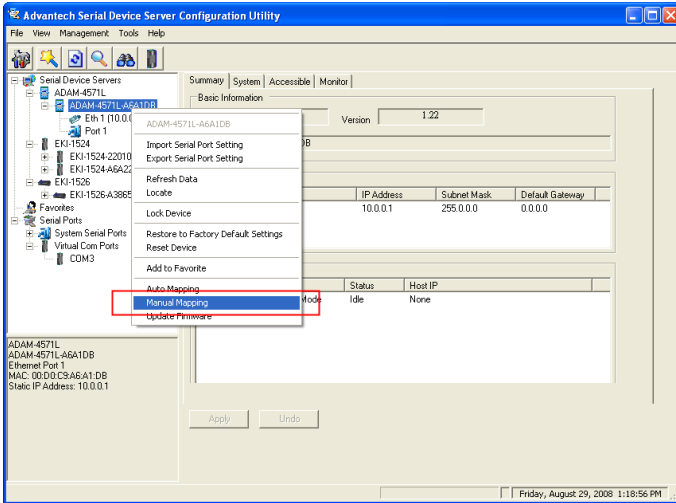 Advantech Serial Device Server Configuration Utility
File View Management Tools Help
Serial Device Servers
ADAM-4571L
ADAM-4571L-A6A1DB
Eth 1 (10.0.
Port 1
EKI-1524
EKI-1524-22010
EKI-1524-A6A22
EKI-1526
EKI-1526-A3865
Favorites
Serial Ports
System Serial Ports
Virtual Com Ports
COM3
ADAM-4571L-A6A1DB
Import Serial Port Setting
Export Serial Port Setting
Refresh Data
Locate
Lock Device
Restore to Factory Default Settings
Reset Device
Add to Favorite
Auto Mapping
Manual Mapping
Update Firmware
Summary System Accessible Monitor
Basic Information
Version 1.22
DB
IP Address Subnet Mask Default Gateway
10.0.0.1 255.0.0.0 0.0.0.0
Status Host IP
Mode Idle None
ADAM-4571L
ADAM-4571L-A6A1DB
Ethernet Port 1
MAC: 00:D0:C9:A6:A1:DB
Static IP Address: 10.0.0.1
Apply Undo
Friday, August 29, 2008 1:18:56 PM